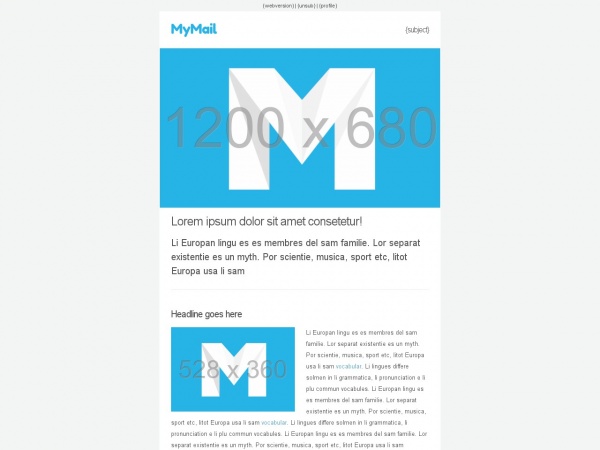 {webversion} | {unsub} | {profile}
MyMail
{subject}
1200 x 680
Lorem ipsum dolor sit amet consetetur!
Li Europan lingu es es membres del sam familie. Lor separat
existentie es un myth. Por scientie, musica, sport etc, litot
Europa usa li sam
Headline goes here
528 x 360
Li Europan lingu es es membres del sam
familie. Lor separat existentie es un myth.
Por scientie, musica, sport etc, litot Europa
usa li sam vocabular. Li lingues differe
solmen in li grammatica, li pronunciation e li
plu commun vocabules. Li Europan lingu es
es membres del sam familie. Lor separat
existentie es un myth. Por scientie, musica,
sport etc, litot Europa usa li sam vocabular. Li lingues differe solmen in li grammatica, li
pronunciation e li plu commun vocabules. Li Europan lingu es es membres del sam familie. Lor
separat existentie es un myth. Por scientie, musica, sport etc, litot Europa usa li sam